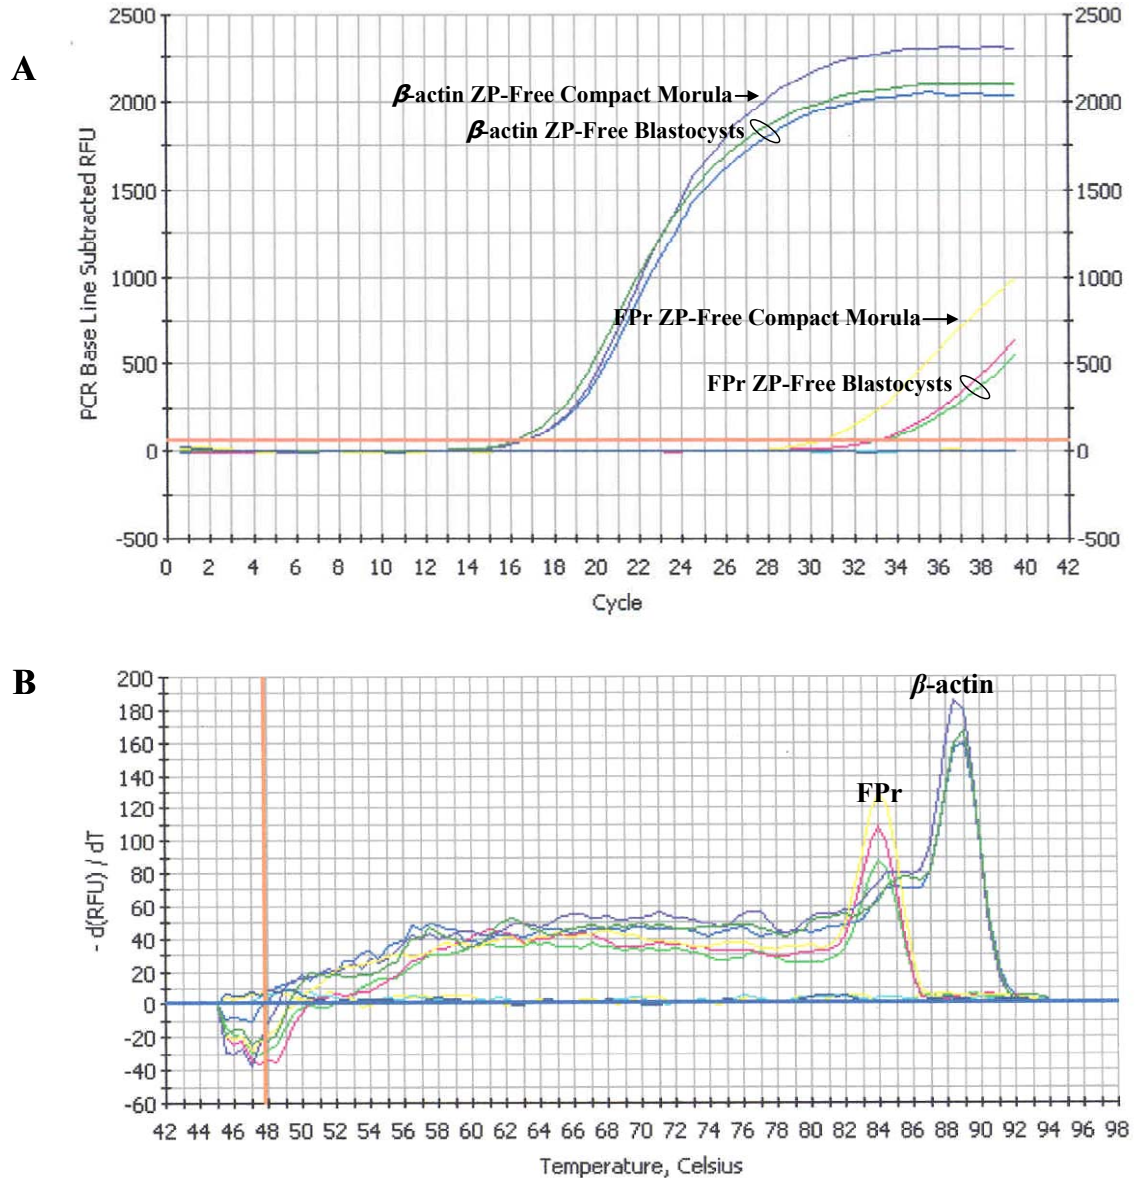 A
PCR Base Line Subtracted RFU
2500
2000
1500
1000
500
0
-500
2500
2000
1500
1000
500
0
-500
β-actin ZP-Free Compact Morula
β-actin ZP-Free Blastocysts
FPr ZP-Free Compact Morula
FPr ZP-Free Blastocysts
0 2 4 6 8 10 12 14 16 18 20 22 24 26 28 30 32 34 36 38 40 42
Cycle
B
- d(RFU) / dT
200
180
160
140
120
100
80
60
40
20
0
-20
-40
-60
β-actin
FPr
42 44 46 48 50 52 54 56 58 60 62 64 66 68 70 72 74 76 78 80 82 84 86 88 90 92 94 96 98
Temperature, Celsius